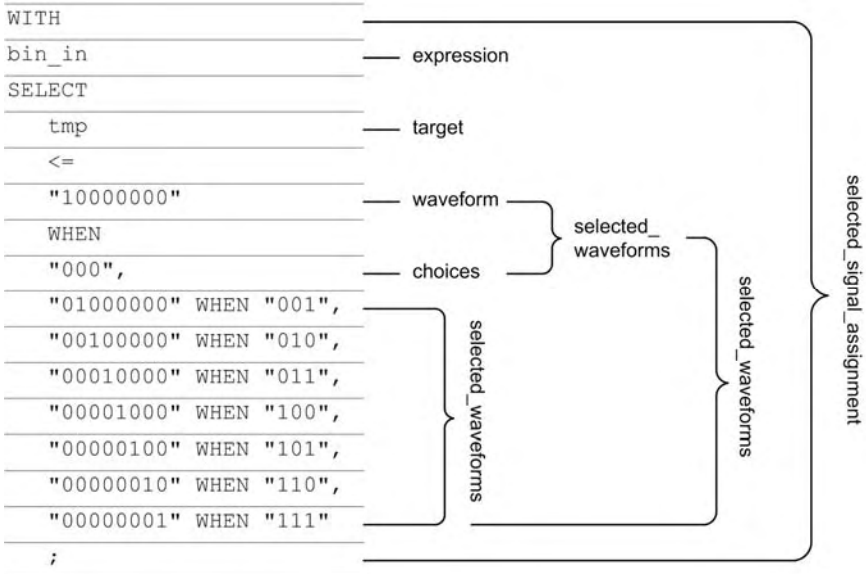 WITH
bin_in expression
SELECT
tmp target
<=
"10000000" waveform
WHEN
"000", choices
selected_
waveforms
"01000000" WHEN "001",
"00100000" WHEN "010",
"00010000" WHEN "011",
"00001000" WHEN "100",
"00000100" WHEN "101",
"00000010" WHEN "110",
"00000001" WHEN "111"
;
selected_waveforms
selected_waveforms
selected_signal_assignment